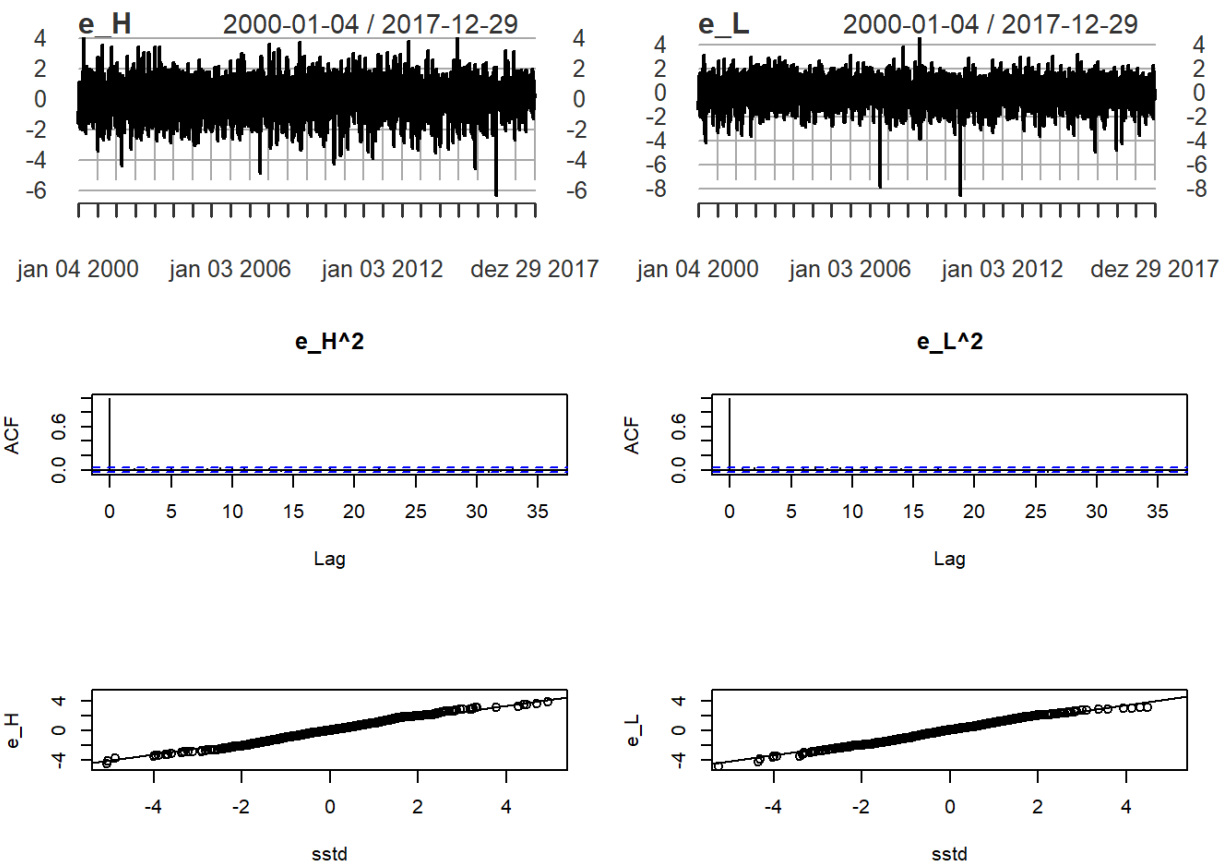 e_H 2000-01-04 / 2017-12-29
4 4
2 2
0 0
-2 -2
-4 -4
-6 -6
jan 04 2000 jan 03 2006 jan 03 2012 dez 29 2017
e_L 2000-01-04 / 2017-12-29
4 4
2 2
0 0
-2 -2
-4 -4
-6 -6
-8 -8
jan 04 2000 jan 03 2006 jan 03 2012 dez 29 2017
e_H^2
ACF
0.6
0.0
0 5 10 15 20 25 30 35
Lag
e_L^2
ACF
0.6
0.0
0 5 10 15 20 25 30 35
Lag
e_H
4
0
-4
-4 -2 0 2 4
sstd
e_L
4
0
-4
-4 -2 0 2 4
sstd